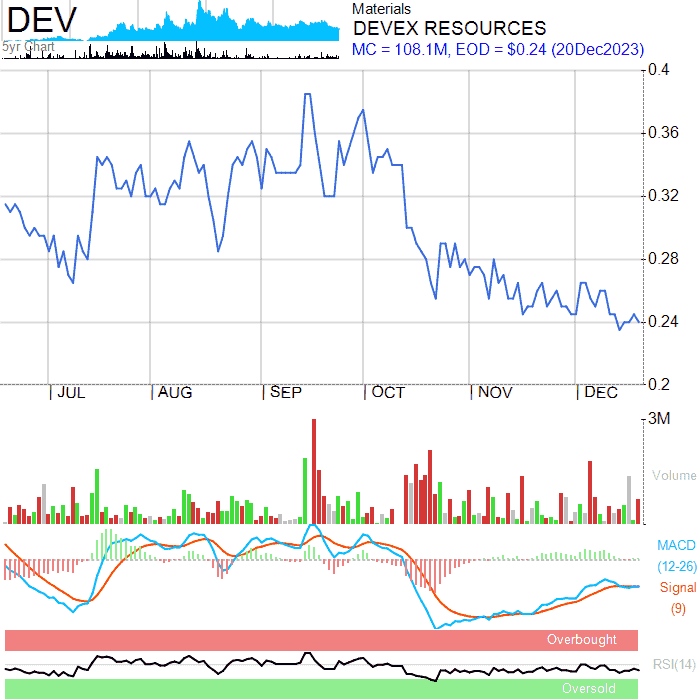 DEV
5yr Chart
Materials
DEVEX RESOURCES
MC = 108.1M, EOD = $0.24 (20Dec2023)
0.4
0.36
0.32
0.28
0.24
0.2
JUL AUG SEP OCT NOV DEC
3M
Volume
MACD
(12-26)
Signal
(9)
Overbought
RSI(14)
Oversold